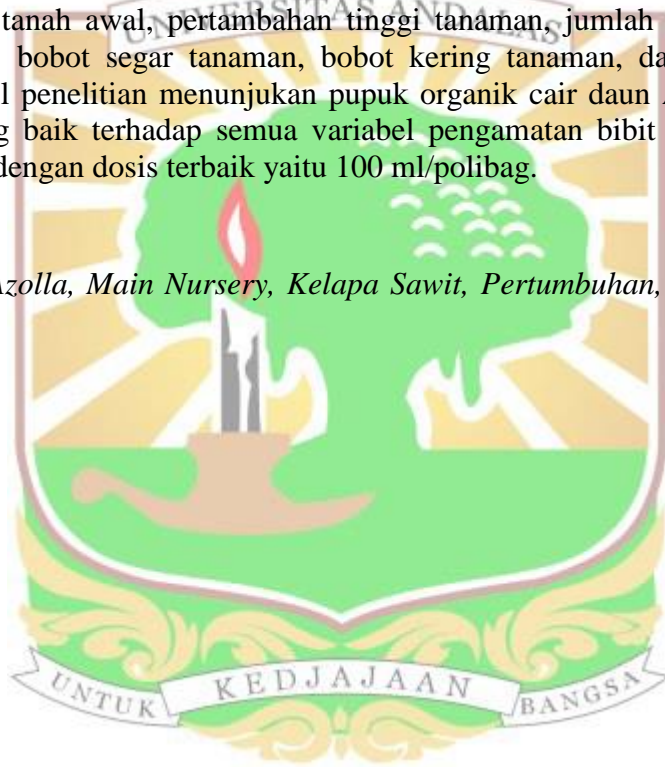 tanah awal, pertambahan tinggi tanaman, jumlah
UNIVERSITAS ANDALAS
bobot segar tanaman, bobot kering tanaman, da
l penelitian menunjukan pupuk organik cair daun
g baik terhadap semua variabel pengamatan bibit
dengan dosis terbaik yaitu 100 ml/polibag.
Azolla, Main Nursery, Kelapa Sawit, Pertumbuhan,
UNTUK KEDJAJAAN BANGSA